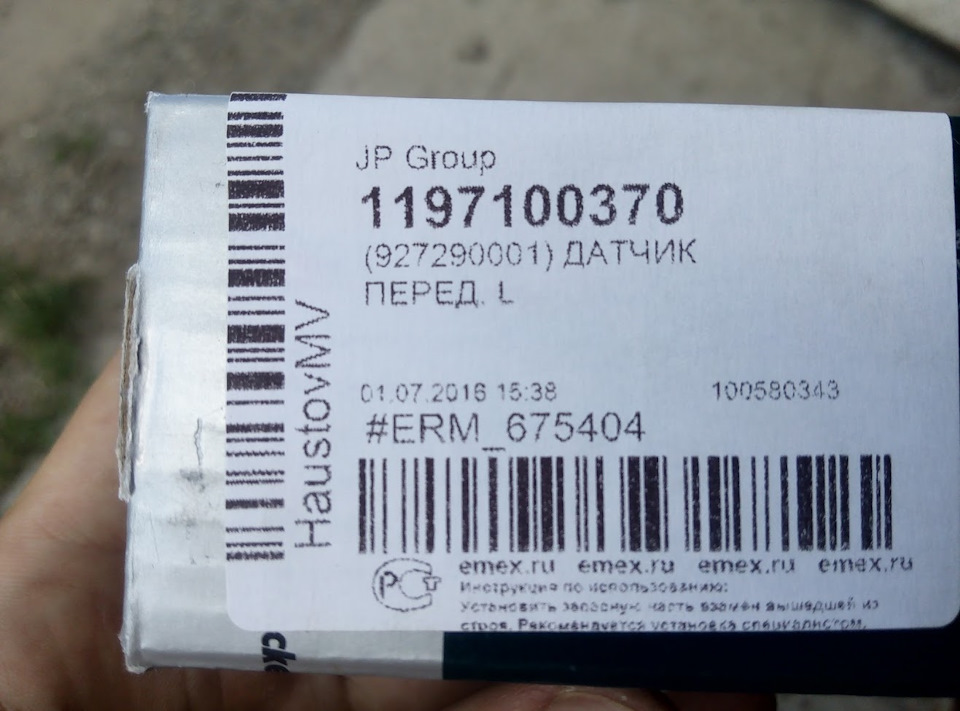 JP Group
1197100370
(927290001) ДАТЧИК
ПЕРЕД. L
HaustovMV
01.07.2016 15:38 100580343
#ERM_675404
emex.ru emex.ru emex.ru emex.ru
РСТ
Инструкция по использованию:
Установить запасную часть взамен вышедшей из
строя. Рекомендуется установка специалистом.